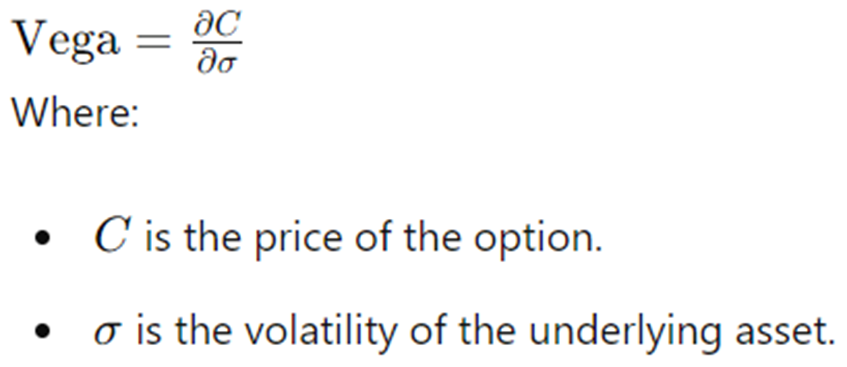 Vega = ∂C/∂σ
Where:
• C is the price of the option.
• σ is the volatility of the underlying asset.